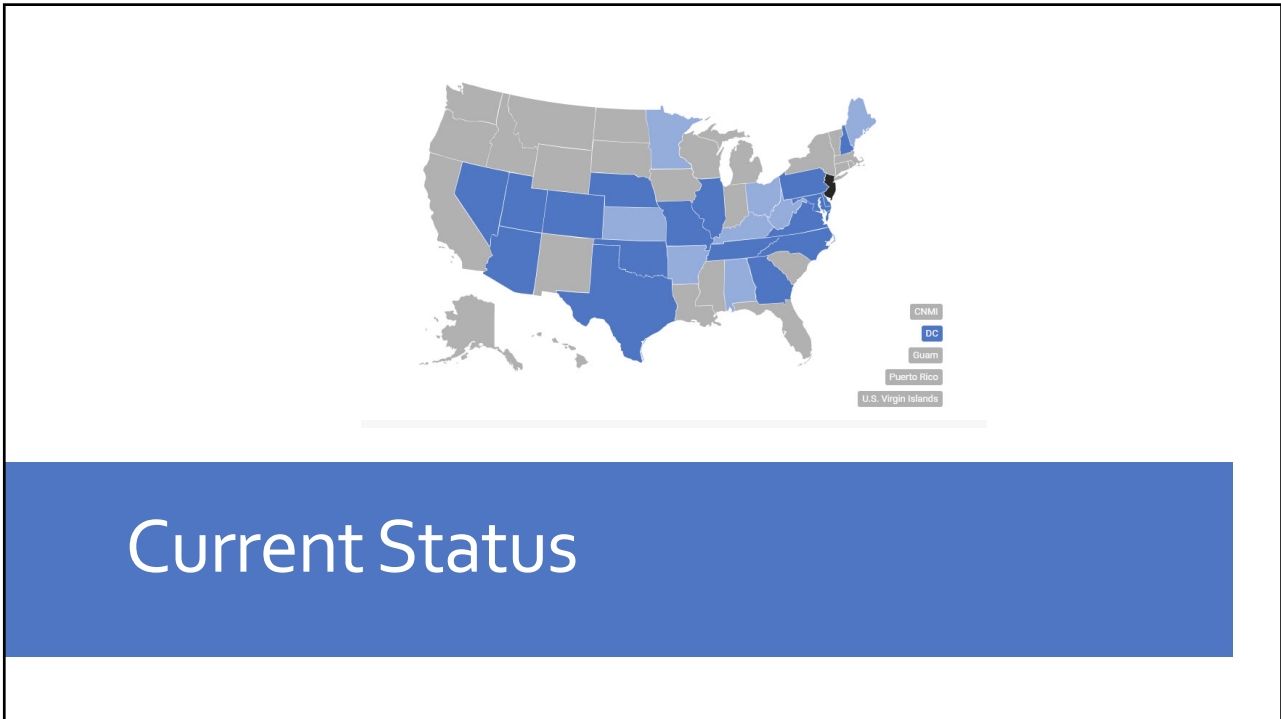 CNMI
DC
Guam
Puerto Rico
U.S. Virgin Islands
Current Status